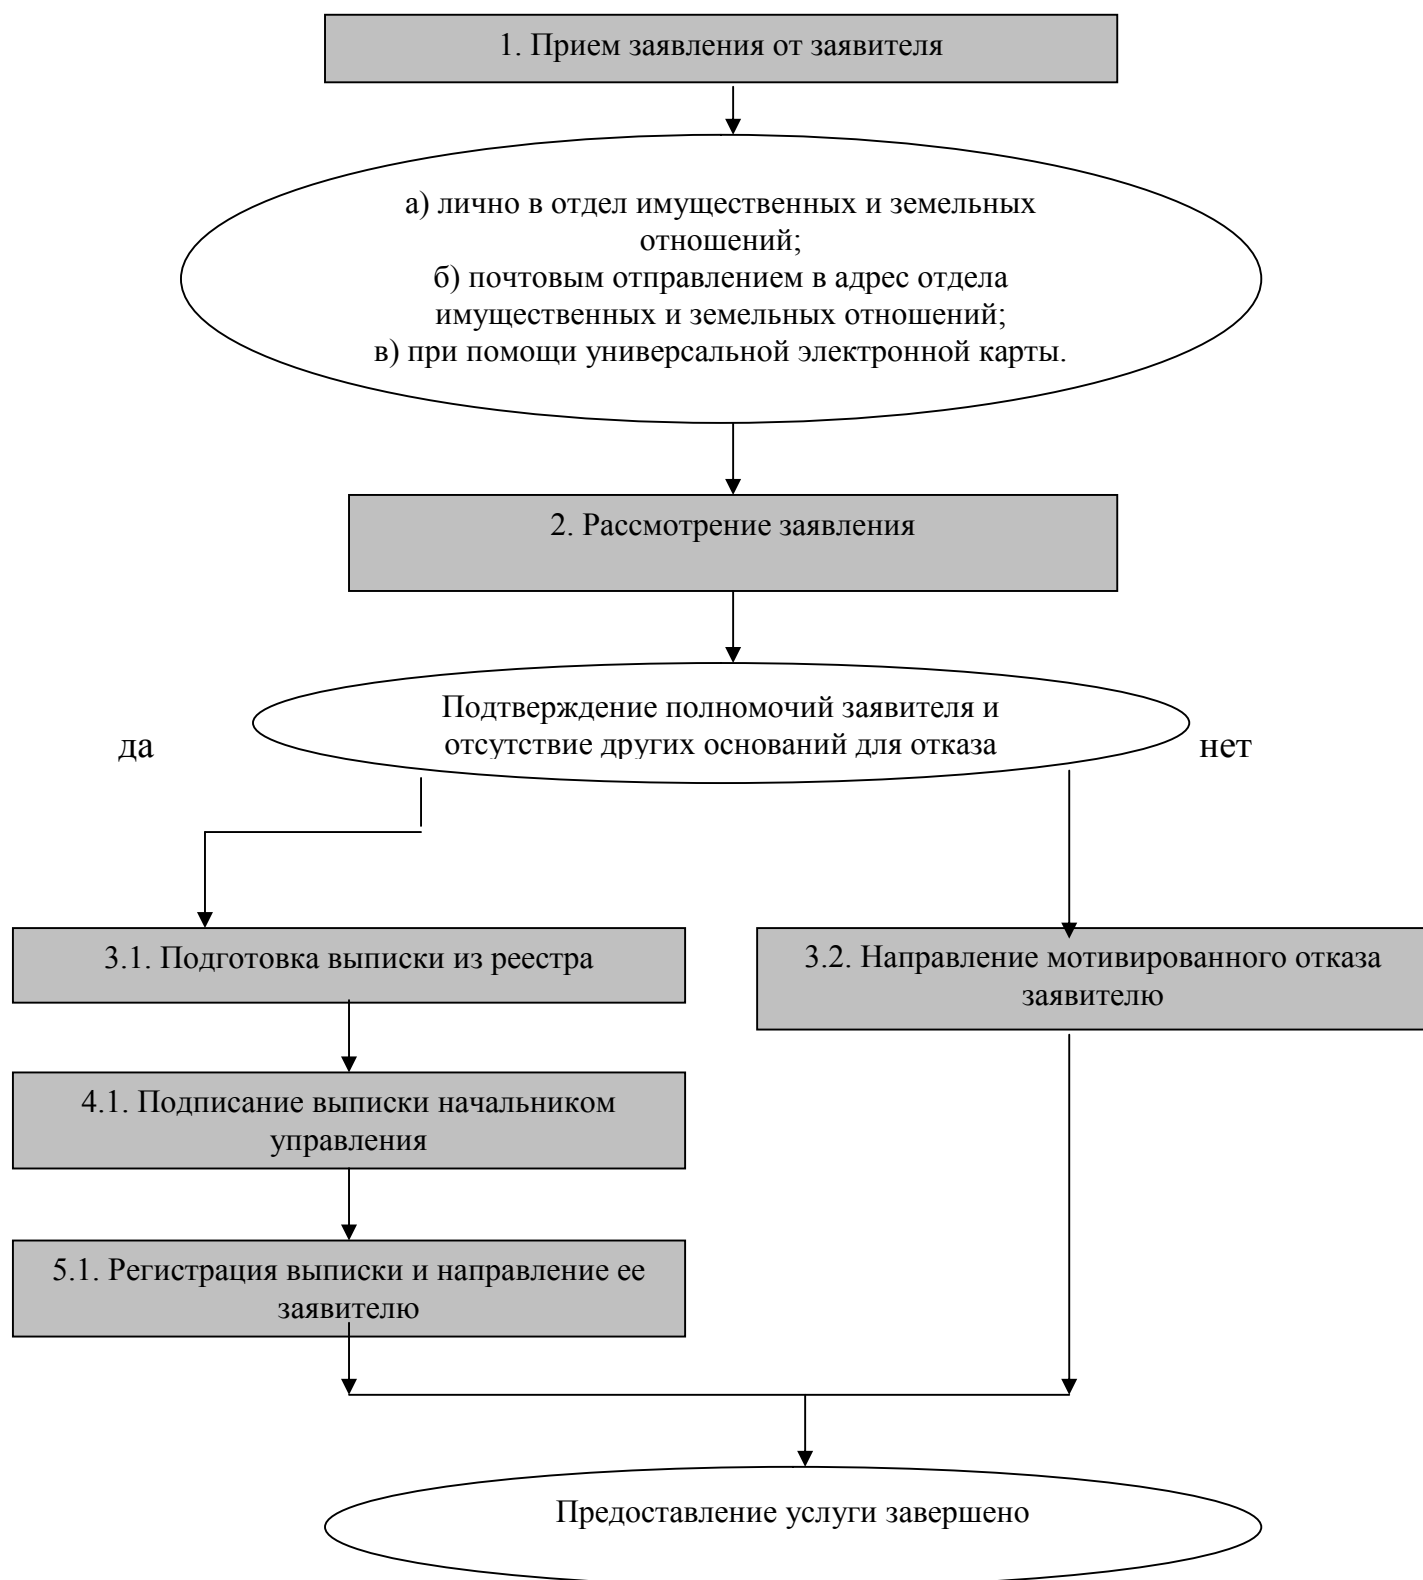 1. Прием заявления от заявителя
а) лично в отдел имущественных и земельных
отношений;
б) почтовым отправлением в адрес отдела
имущественных и земельных отношений;
в) при помощи универсальной электронной карты.
2. Рассмотрение заявления
Подтверждение полномочий заявителя и
отсутствие других оснований для отказа
да
нет
3.1. Подготовка выписки из реестра
3.2. Направление мотивированного отказа
заявителю
4.1. Подписание выписки начальником
управления
5.1. Регистрация выписки и направление ее
заявителю
Предоставление услуги завершено